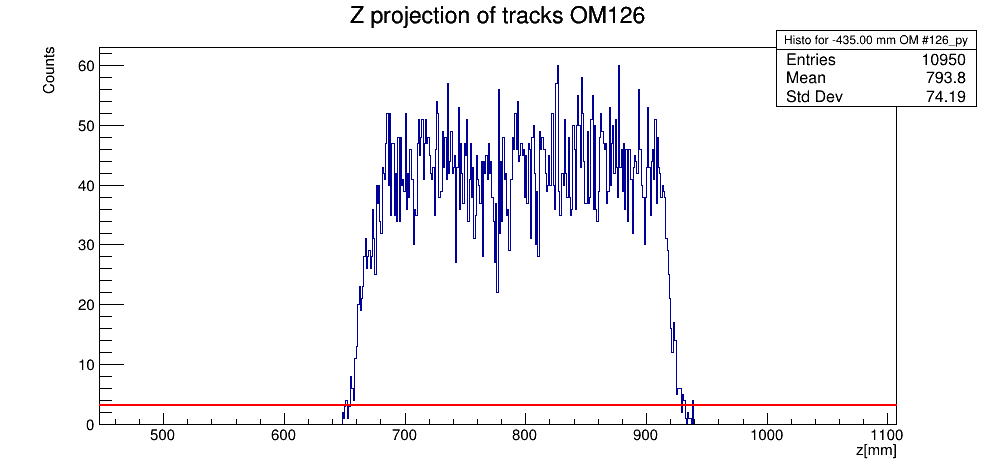 Z projection of tracks OM126
Histo for -435.00 mm OM #126_py
Entries 10950
Mean 793.8
Std Dev 74.19
Counts
60
50
40
30
20
10
0
500 600 700 800 900 1000 1100
z[mm]